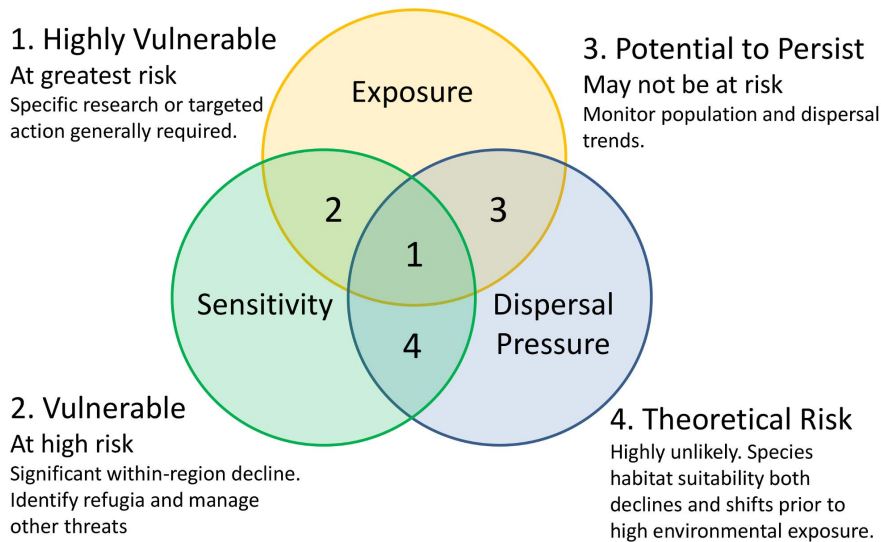 1. Highly Vulnerable
At greatest risk
Specific research or targeted
action generally required.
3. Potential to Persist
May not be at risk
Monitor population and dispersal
trends.
Exposure
2
3
1
Sensitivity
Dispersal
Pressure
4
2. Vulnerable
At high risk
Significant within-region decline.
Identify refugia and manage
other threats
4. Theoretical Risk
Highly unlikely. Species
habitat suitability both
declines and shifts prior to
high environmental exposure.